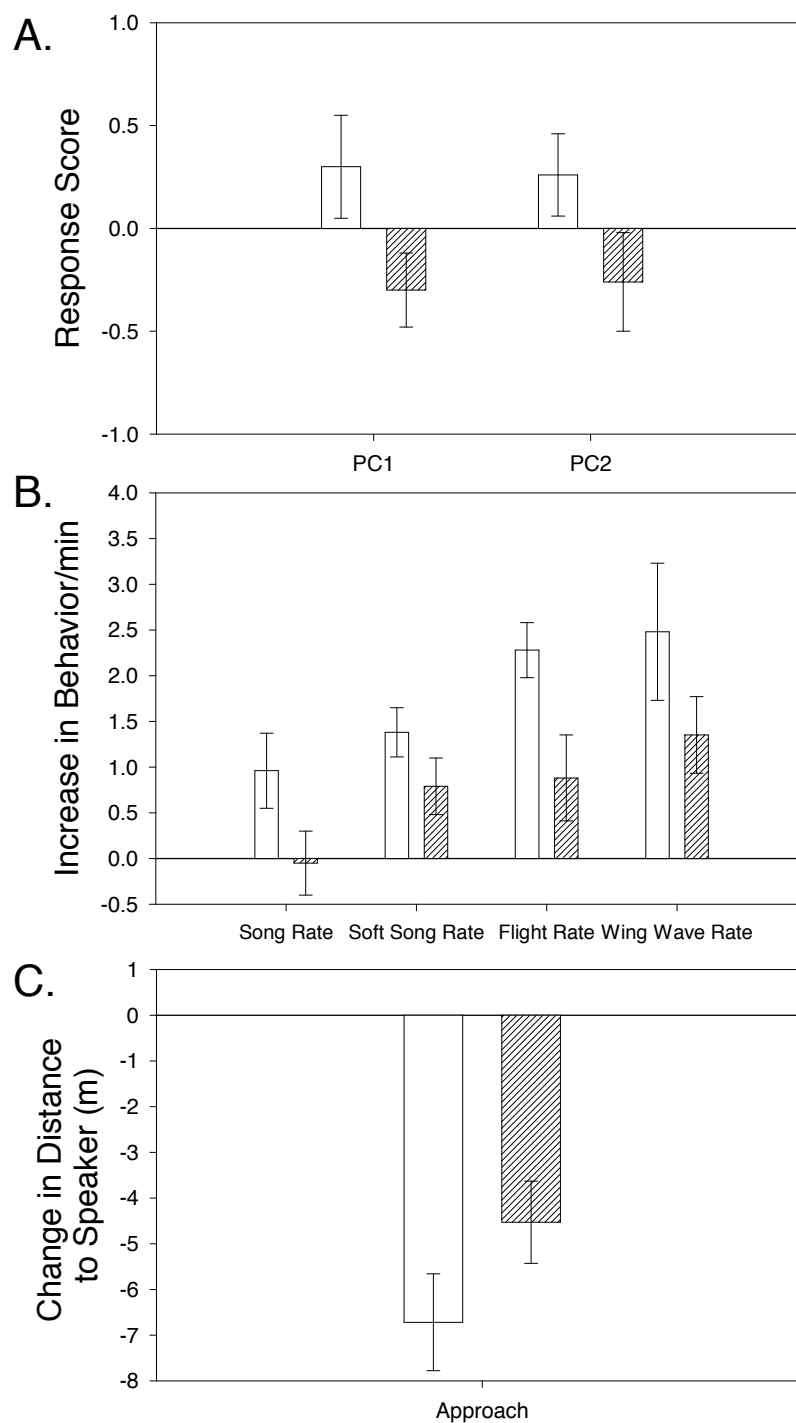 A.
Response Score
1.0
0.5
0.0
-0.5
-1.0
PC1 PC2
B.
Increase in Behavior/min
4.0
3.5
3.0
2.5
2.0
1.5
1.0
0.5
0.0
-0.5
Song Rate Soft Song Rate Flight Rate Wing Wave Rate
C.
Change in Distance
to Speaker (m)
1
0
-1
-2
-3
-4
-5
-6
-7
-8
Approach